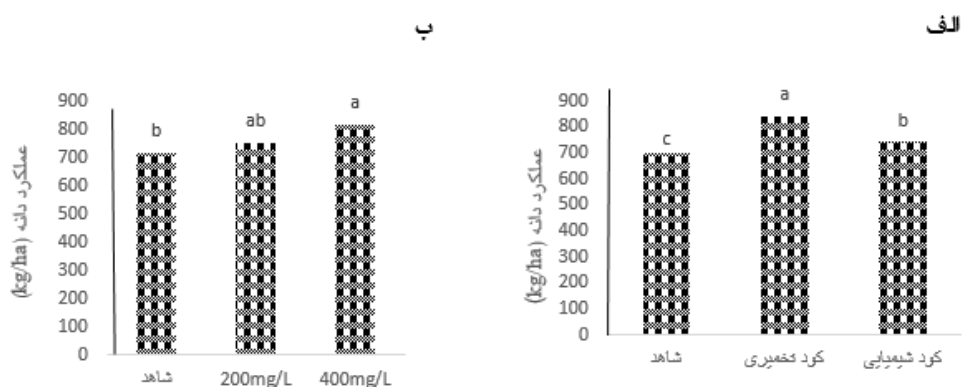 الف
عملکرد دانه (kg/ha)
900
800
700
600
500
400
300
200
100
0
c
a
b
شاهد
کود تخمیری
کود شیمیایی
ب
عملکرد دانه (kg/ha)
900
800
700
600
500
400
300
200
100
0
b
ab
a
شاهد
200mg/L
400mg/L